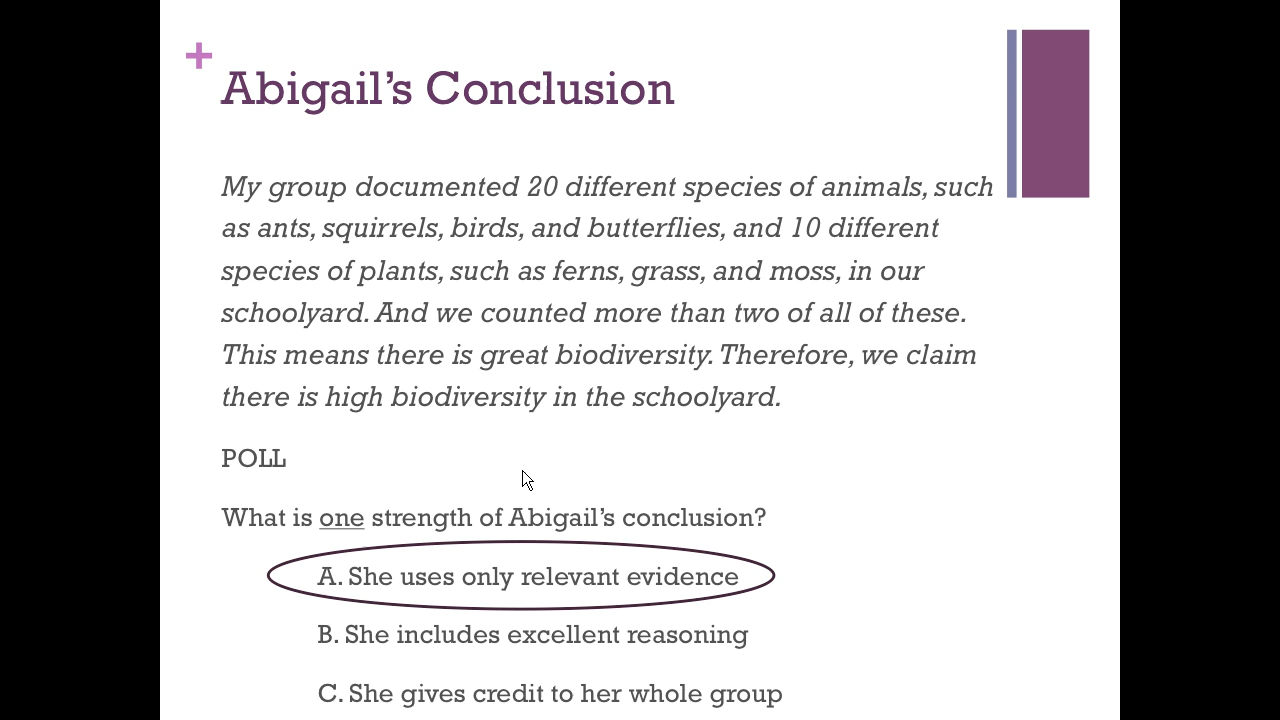 +
Abigail’s Conclusion
My group documented 20 different species of animals, such
as ants, squirrels, birds, and butterflies, and 10 different
species of plants, such as ferns, grass, and moss, in our
schoolyard. And we counted more than two of all of these.
This means there is great biodiversity. Therefore, we claim
there is high biodiversity in the schoolyard.
POLL
What is one strength of Abigail’s conclusion?
A. She uses only relevant evidence
B. She includes excellent reasoning
C. She gives credit to her whole group